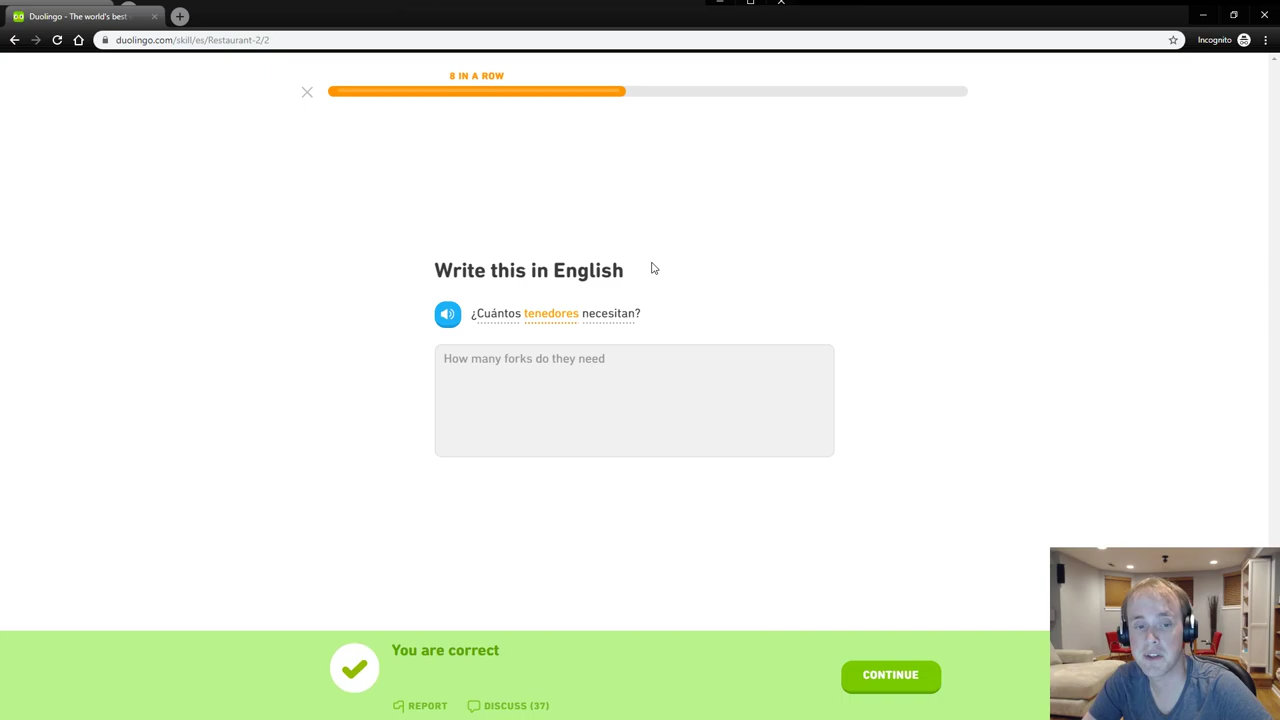 Duolingo - The world's best
duolingo.com/skill/es/Restaurant-2/2
Incognito
8 IN A ROW
Write this in English
¿Cuántos tenedores necesitan?
How many forks do they need
You are correct
CONTINUE
REPORT
DISCUSS (37)